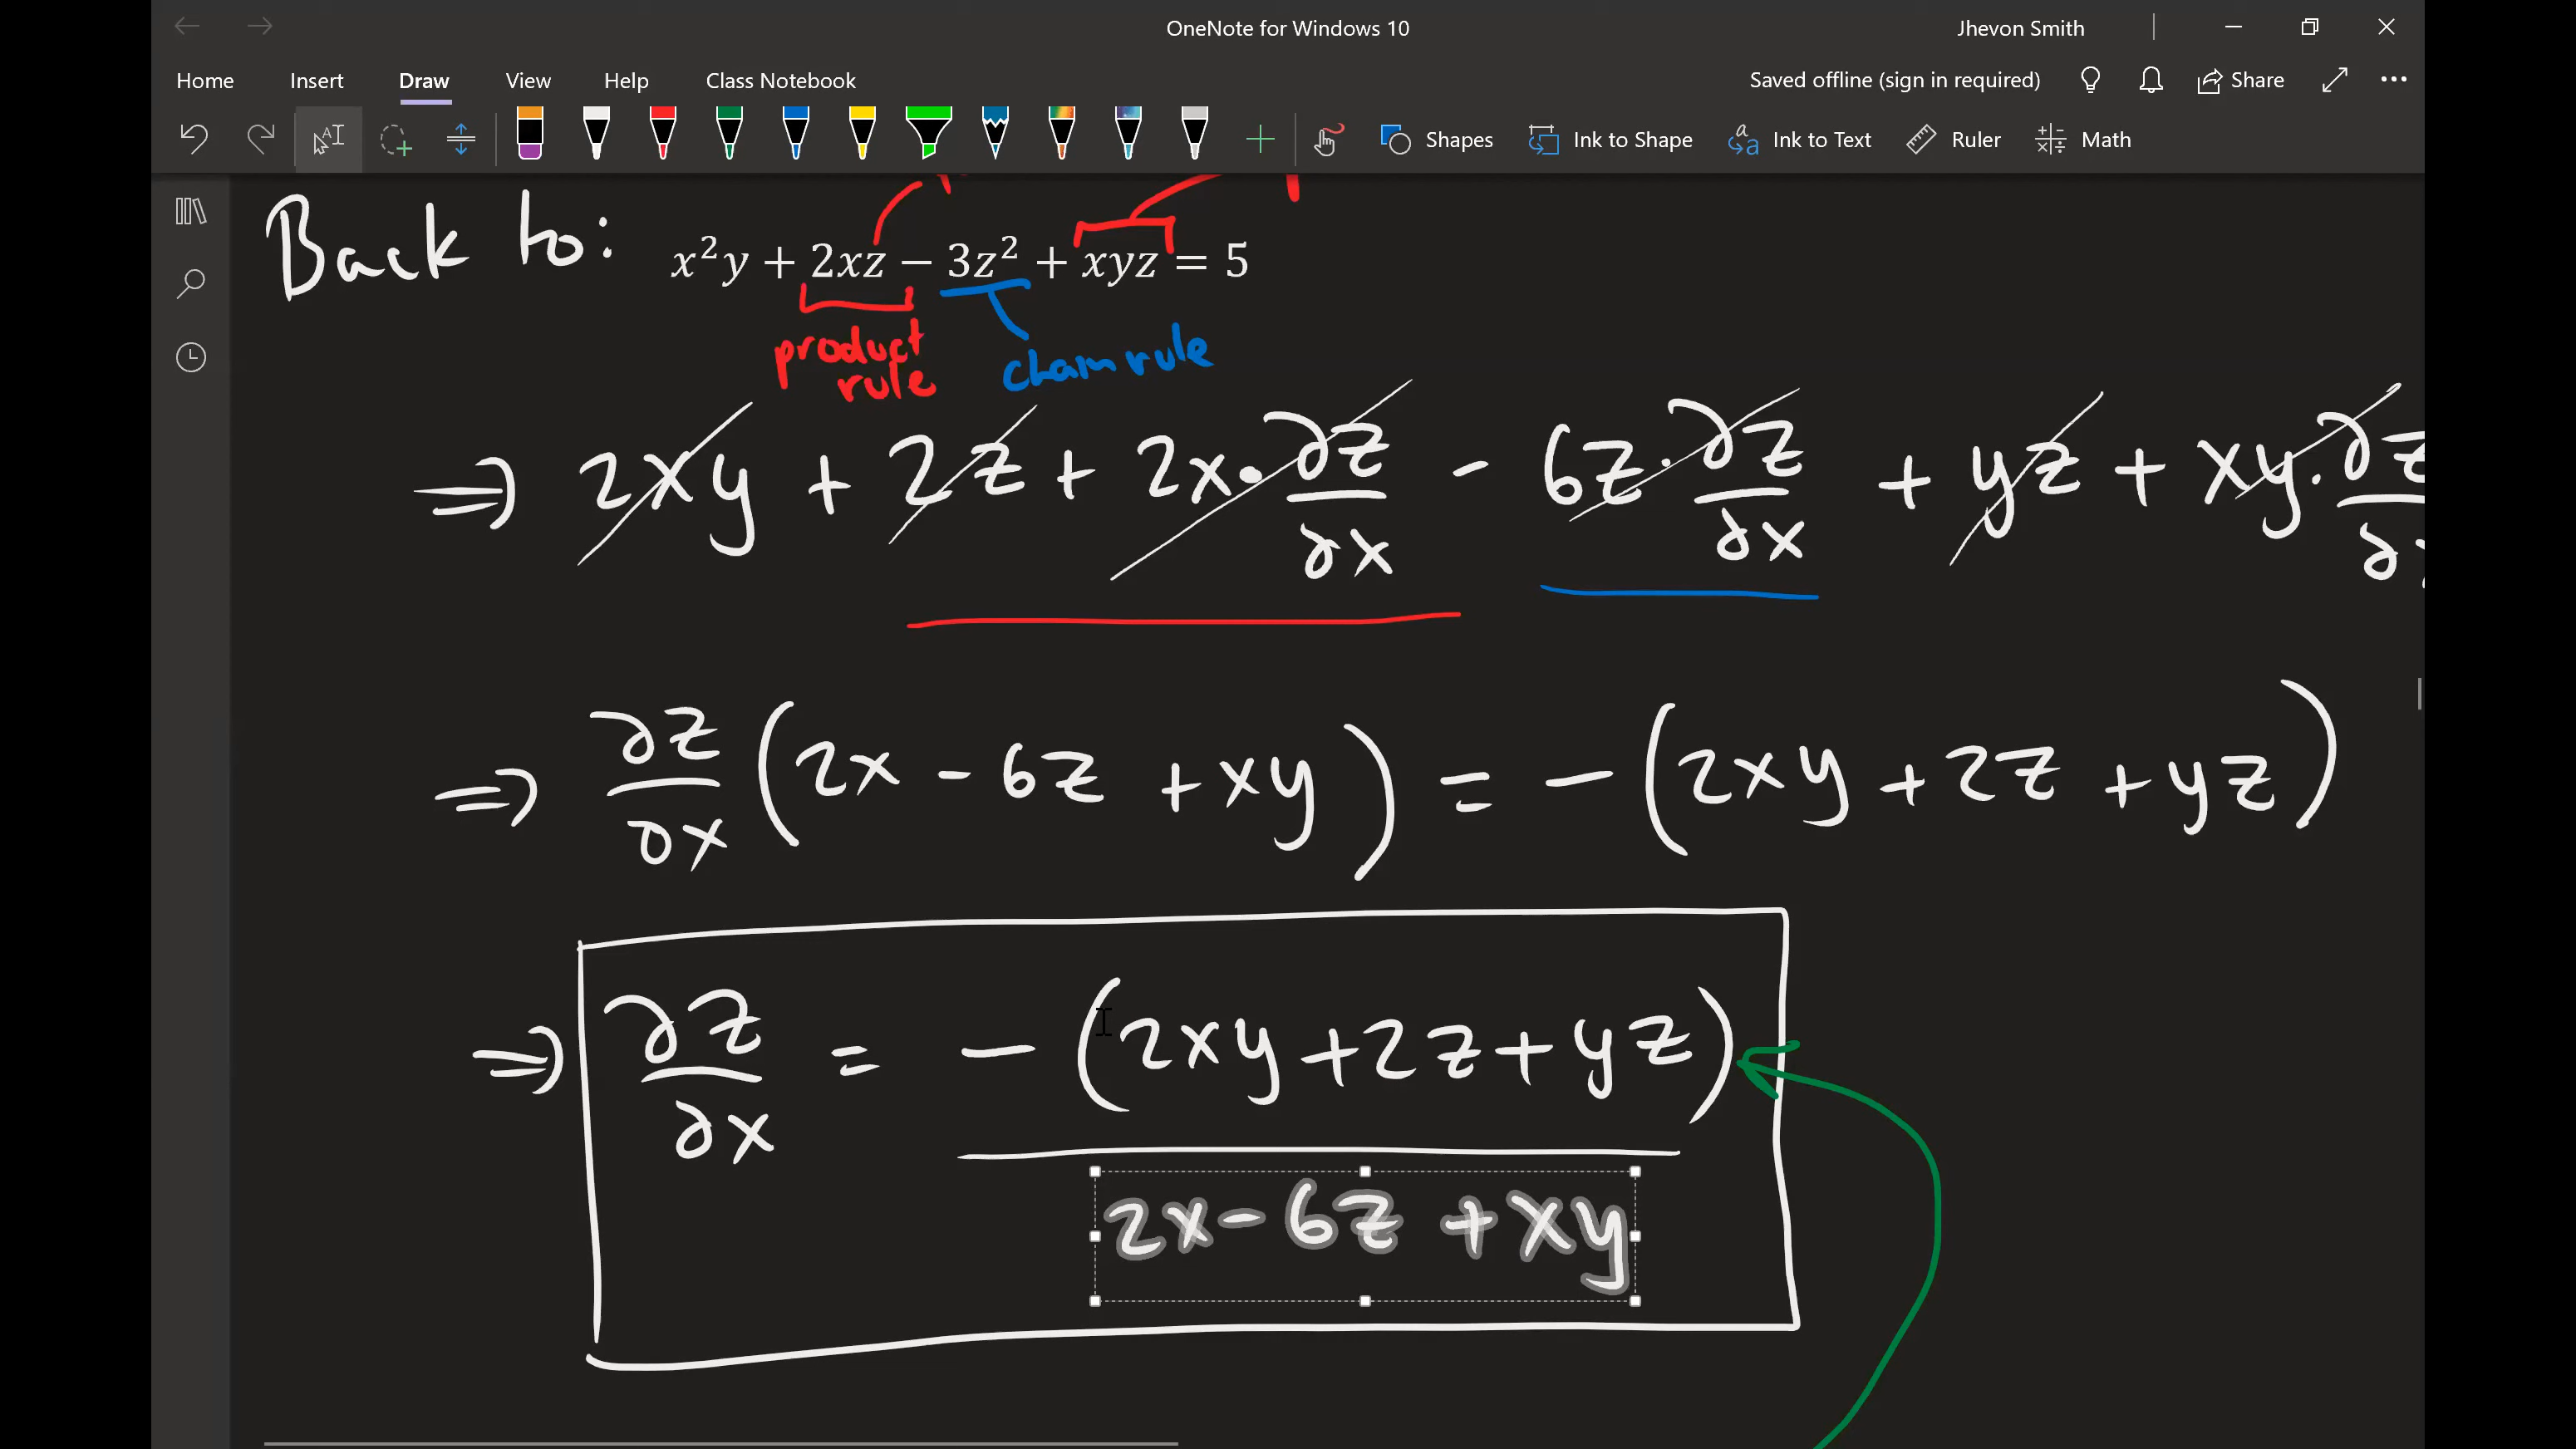 OneNote for Windows 10
Jhevon Smith
Home Insert Draw View Help Class Notebook
Saved offline (sign in required) Share
Shapes Ink to Shape Ink to Text Ruler Math
Back to: x²y + 2xz − 3z² + xyz = 5
product rule
chain rule
⇒ 2xy + 2z + 2x·∂z/∂x - 6z·∂z/∂x + yz + xy·∂z/∂x
⇒ ∂z/∂x (2x - 6z + xy) = -(2xy + 2z + yz)
⇒ ∂z/∂x = -(2xy + 2z + yz)
2x - 6z + xy